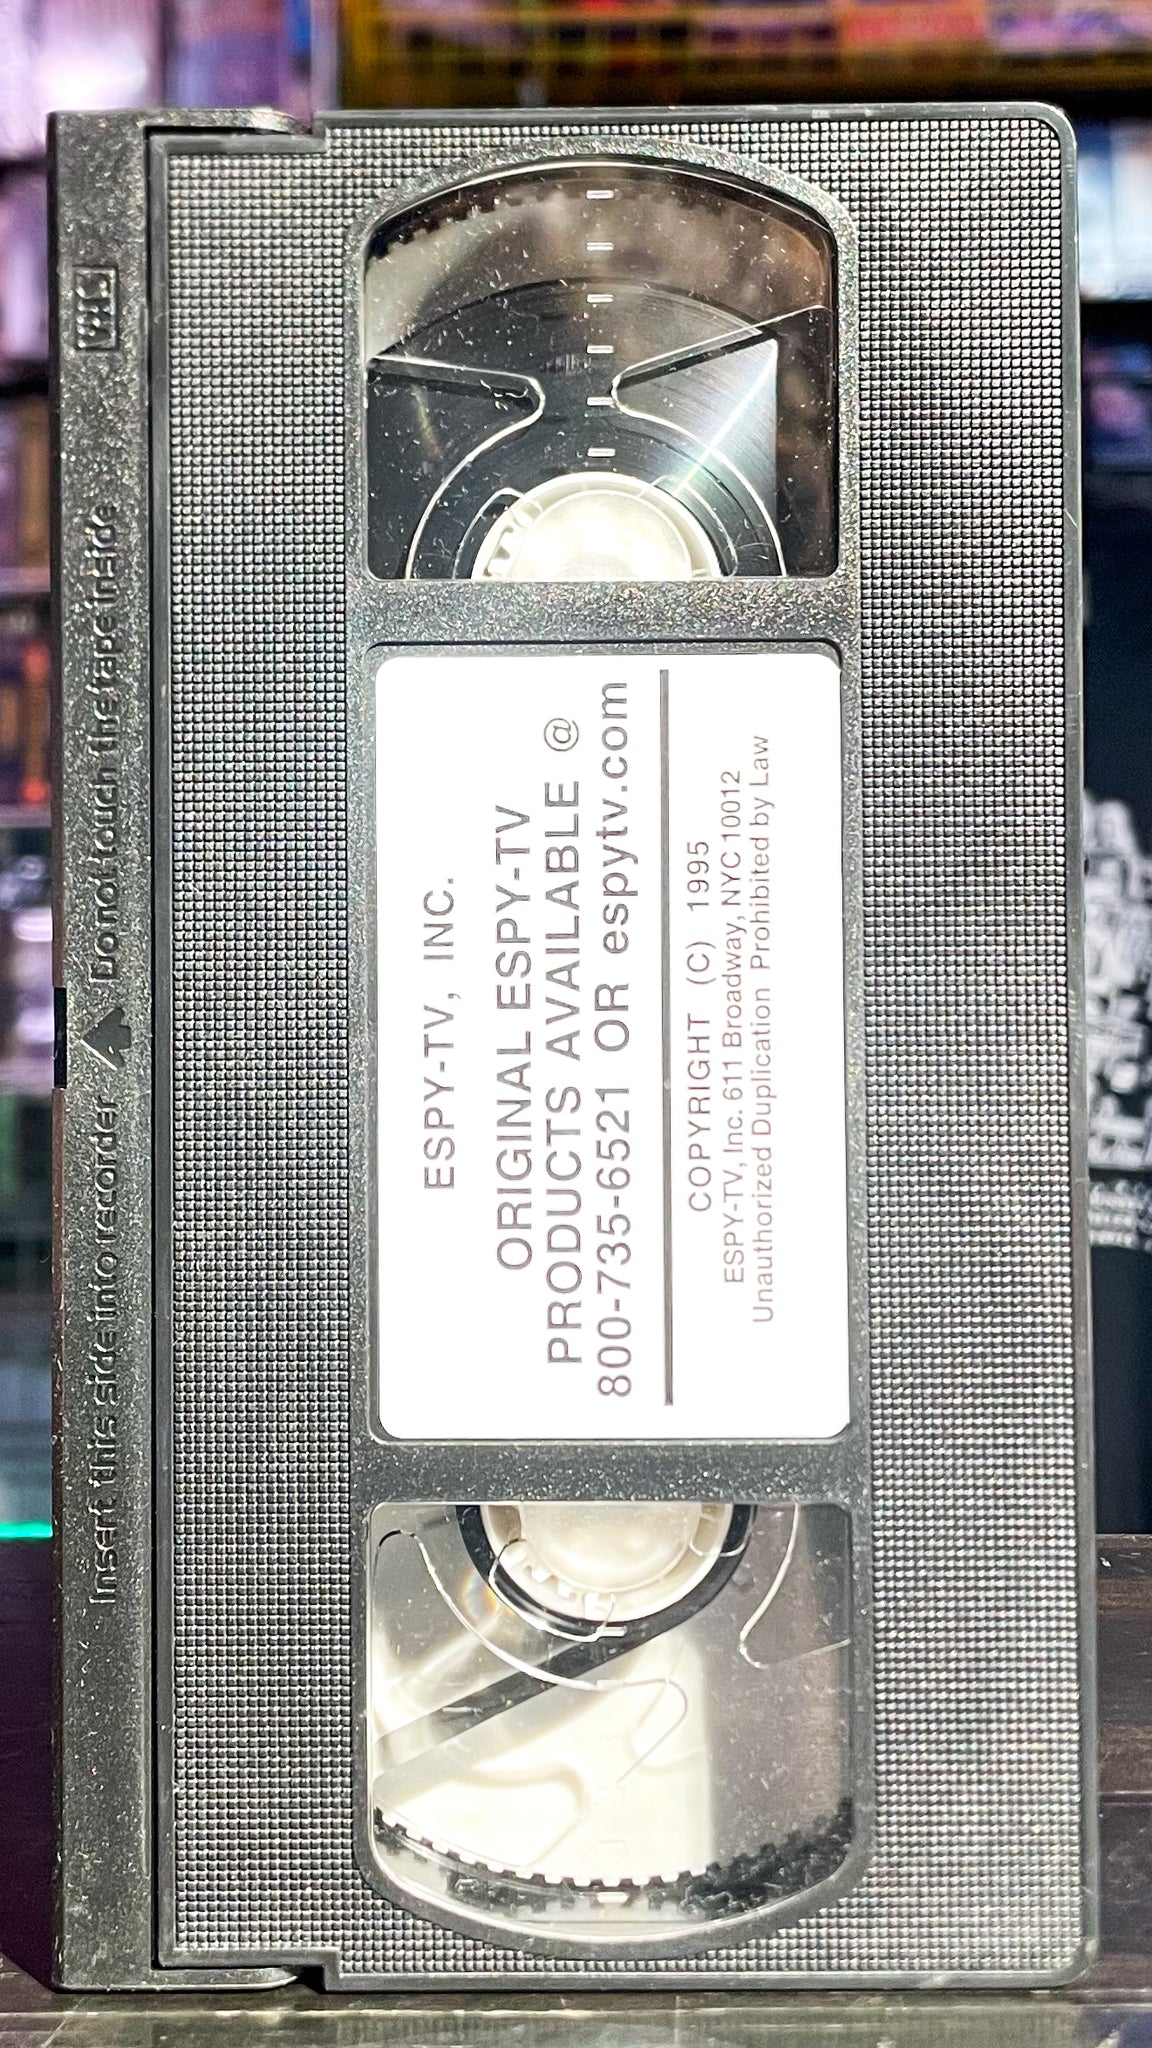 VHS
Insert this side into recorder Do not touch the tape inside
ESPY-TV, INC.
ORIGINAL ESPY-TV
PRODUCTS AVAILABLE @
800-735-6521 OR espytv.com
COPYRIGHT (C) 1995
ESPY-TV, Inc. 611 Broadway, NYC 10012
Unauthorized Duplication Prohibited by Law